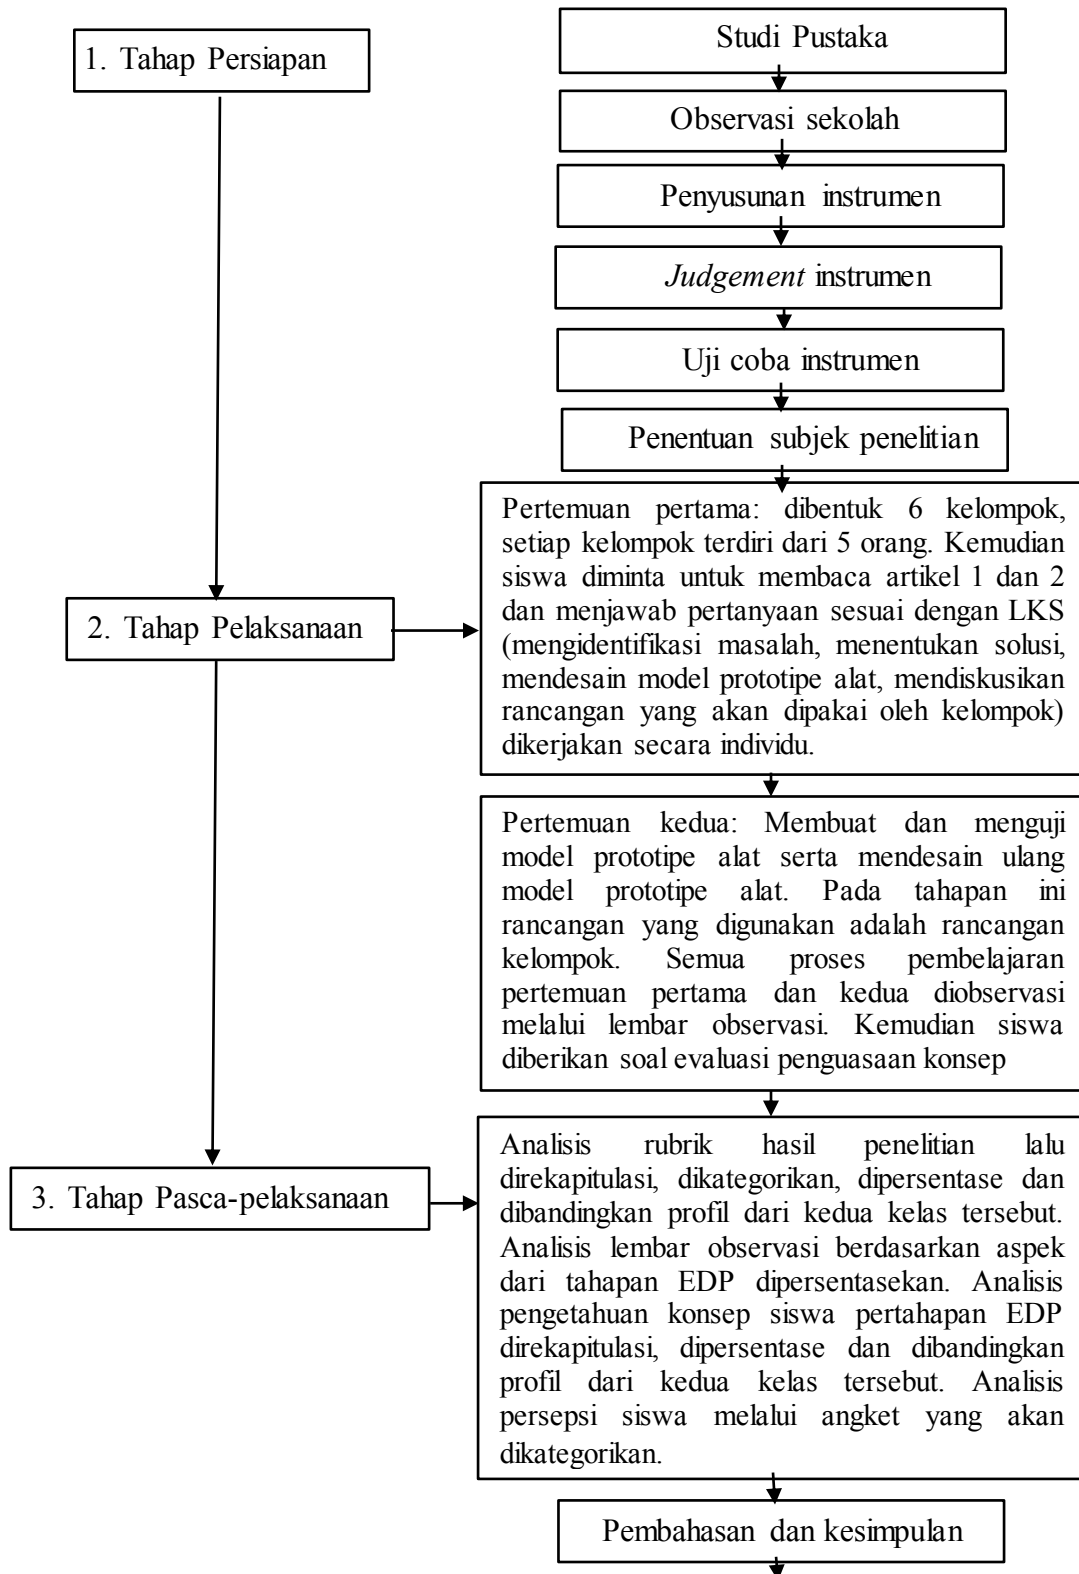 1. Tahap Persiapan
Studi Pustaka
Observasi sekolah
Penyusunan instrumen
Judgement instrumen
Uji coba instrumen
Penentuan subjek penelitian
2. Tahap Pelaksanaan
Pertemuan pertama: dibentuk 6 kelompok,
setiap kelompok terdiri dari 5 orang. Kemudian
siswa diminta untuk membaca artikel 1 dan 2
dan menjawab pertanyaan sesuai dengan LKS
(mengidentifikasi masalah, menentukan solusi,
mendesain model prototipe alat, mendiskusikan
rancangan yang akan dipakai oleh kelompok)
dikerjakan secara individu.
Pertemuan kedua: Membuat dan menguji
model prototipe alat serta mendesain ulang
model prototipe alat. Pada tahapan ini
rancangan yang digunakan adalah rancangan
kelompok. Semua proses pembelajaran
pertemuan pertama dan kedua diobservasi
melalui lembar observasi. Kemudian siswa
diberikan soal evaluasi penguasaan konsep
3. Tahap Pasca-pelaksanaan
Analisis rubrik hasil penelitian lalu
direkapitulasi, dikategorikan, dipersentase dan
dibandingkan profil dari kedua kelas tersebut.
Analisis lembar observasi berdasarkan aspek
dari tahapan EDP dipersentasekan. Analisis
pengetahuan konsep siswa pertahapan EDP
direkapitulasi, dipersentase dan dibandingkan
profil dari kedua kelas tersebut. Analisis
persepsi siswa melalui angket yang akan
dikategorikan.
Pembahasan dan kesimpulan